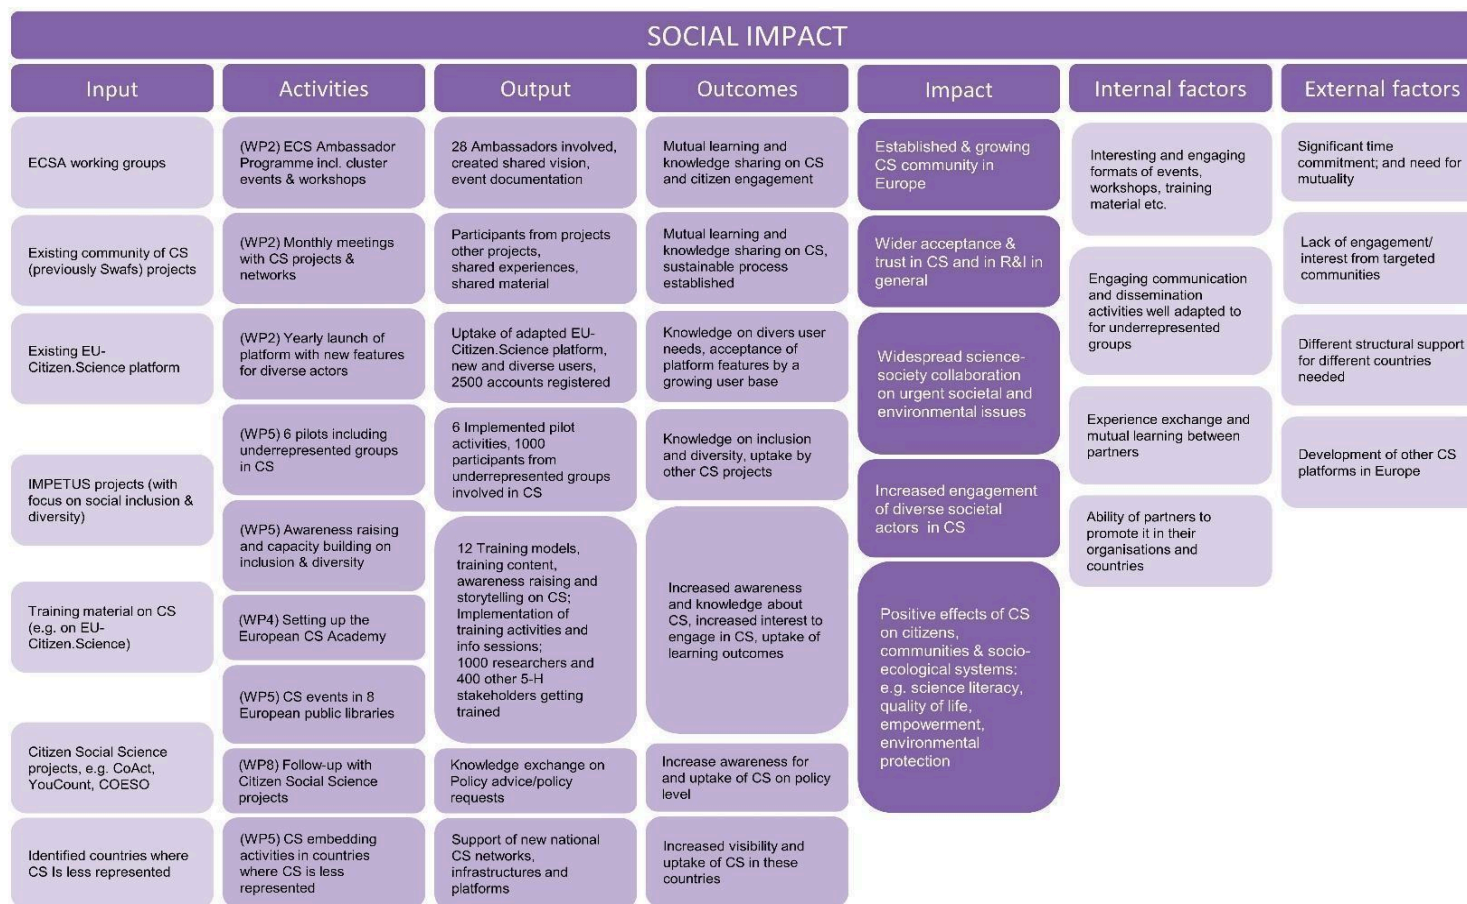 SOCIAL IMPACT
Input
ECSA working groups
Existing community of CS
(previously Swafs) projects
Existing EU-
Citizen.Science platform
IMPETUS projects (with
focus on social inclusion &
diversity)
Training material on CS
(e.g. on EU-
Citizen.Science)
Citizen Social Science
projects, e.g. CoAct,
YouCount, COESO
Identified countries where
CS Is less represented
Activities
(WP2) ECS Ambassador
Programme incl. cluster
events & workshops
(WP2) Monthly meetings
with CS projects &
networks
(WP2) Yearly launch of
platform with new features
for diverse actors
(WP5) 6 pilots including
underrepresented groups
in CS
(WP5) Awareness raising
and capacity building on
inclusion & diversity
(WP4) Setting up the
European CS Academy
(WP5) CS events in 8
European public libraries
(WP8) Follow-up with
Citizen Social Science
projects
(WP5) CS embedding
activities in countries
where CS is less
represented
Output
28 Ambassadors involved,
created shared vision,
event documentation
Participants from projects
other projects,
shared experiences,
shared material
Uptake of adapted EU-
Citizen.Science platform,
new and diverse users,
2500 accounts registered
6 Implemented pilot
activities, 1000
participants from
underrepresented groups
involved in CS
12 Training models,
training content,
awareness raising and
storytelling on CS;
Implementation of
training activities and
info sessions;
1000 researchers and
400 other 5-H
stakeholders getting
trained
Knowledge exchange on
Policy advice/policy
requests
Support of new national
CS networks,
infrastructures and
platforms
Outcomes
Mutual learning and
knowledge sharing on CS
and citizen engagement
Mutual learning and
knowledge sharing on CS,
sustainable process
established
Knowledge on divers user
needs, acceptance of
platform features by a
growing user base
Knowledge on inclusion
and diversity, uptake by
other CS projects
Increased awareness
and knowledge about
CS, increased interest to
engage in CS, uptake of
learning outcomes
Increase awareness for
and uptake of CS on policy
level
Increased visibility and
uptake of CS in these
countries
Impact
Established & growing
CS community in
Europe
Wider acceptance &
trust in CS and in R&I in
general
Widespread science-
society collaboration
on urgent societal and
environmental issues
Increased engagement
of diverse societal
actors in CS
Positive effects of CS
on citizens,
communities & socio-
ecological systems:
e.g. science literacy,
quality of life,
empowerment,
environmental
protection
Internal factors
Interesting and engaging
formats of events,
workshops, training
material etc.
Engaging communication
and dissemination
activities well adapted to
for underrepresented
groups
Experience exchange and
mutual learning between
partners
Ability of partners to
promote it in their
organisations and
countries
External factors
Significant time
commitment; and need for
mutuality
Lack of engagement/
interest from targeted
communities
Different structural support
for different countries
needed
Development of other CS
platforms in Europe